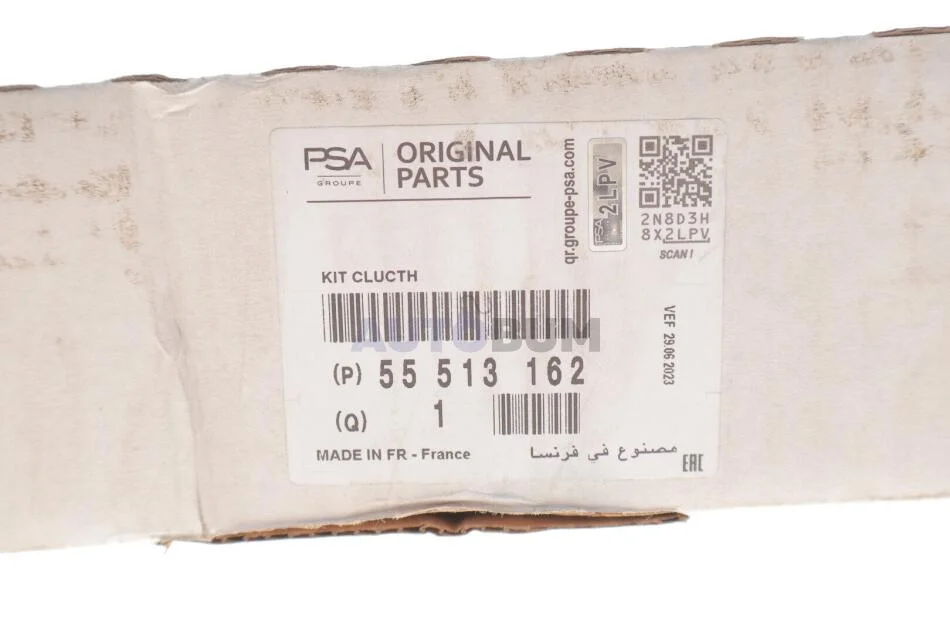 PSA
GROUPE
ORIGINAL
PARTS
qr.groupe-psa.com
PSA
2LPV
2N8D3H
8X2LPV
SCAN!
KIT CLUCTH
AUTOBUM
(P) 55 513 162
(Q) 1
VEF 29.06 2023
MADE IN FR - France
مصنوع في فرنسا
EAC